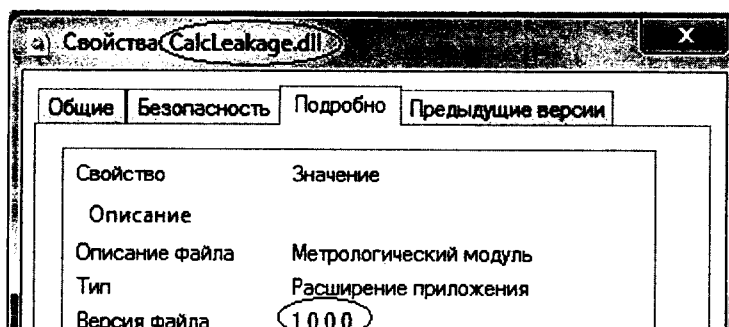 Свойства: CalcLeakage.dll
Общие Безопасность Подробно Предыдущие версии
Свойство Значение
Описание
Описание файла Метрологический модуль
Тип Расширение приложения
Версия файла 1.0.0.0